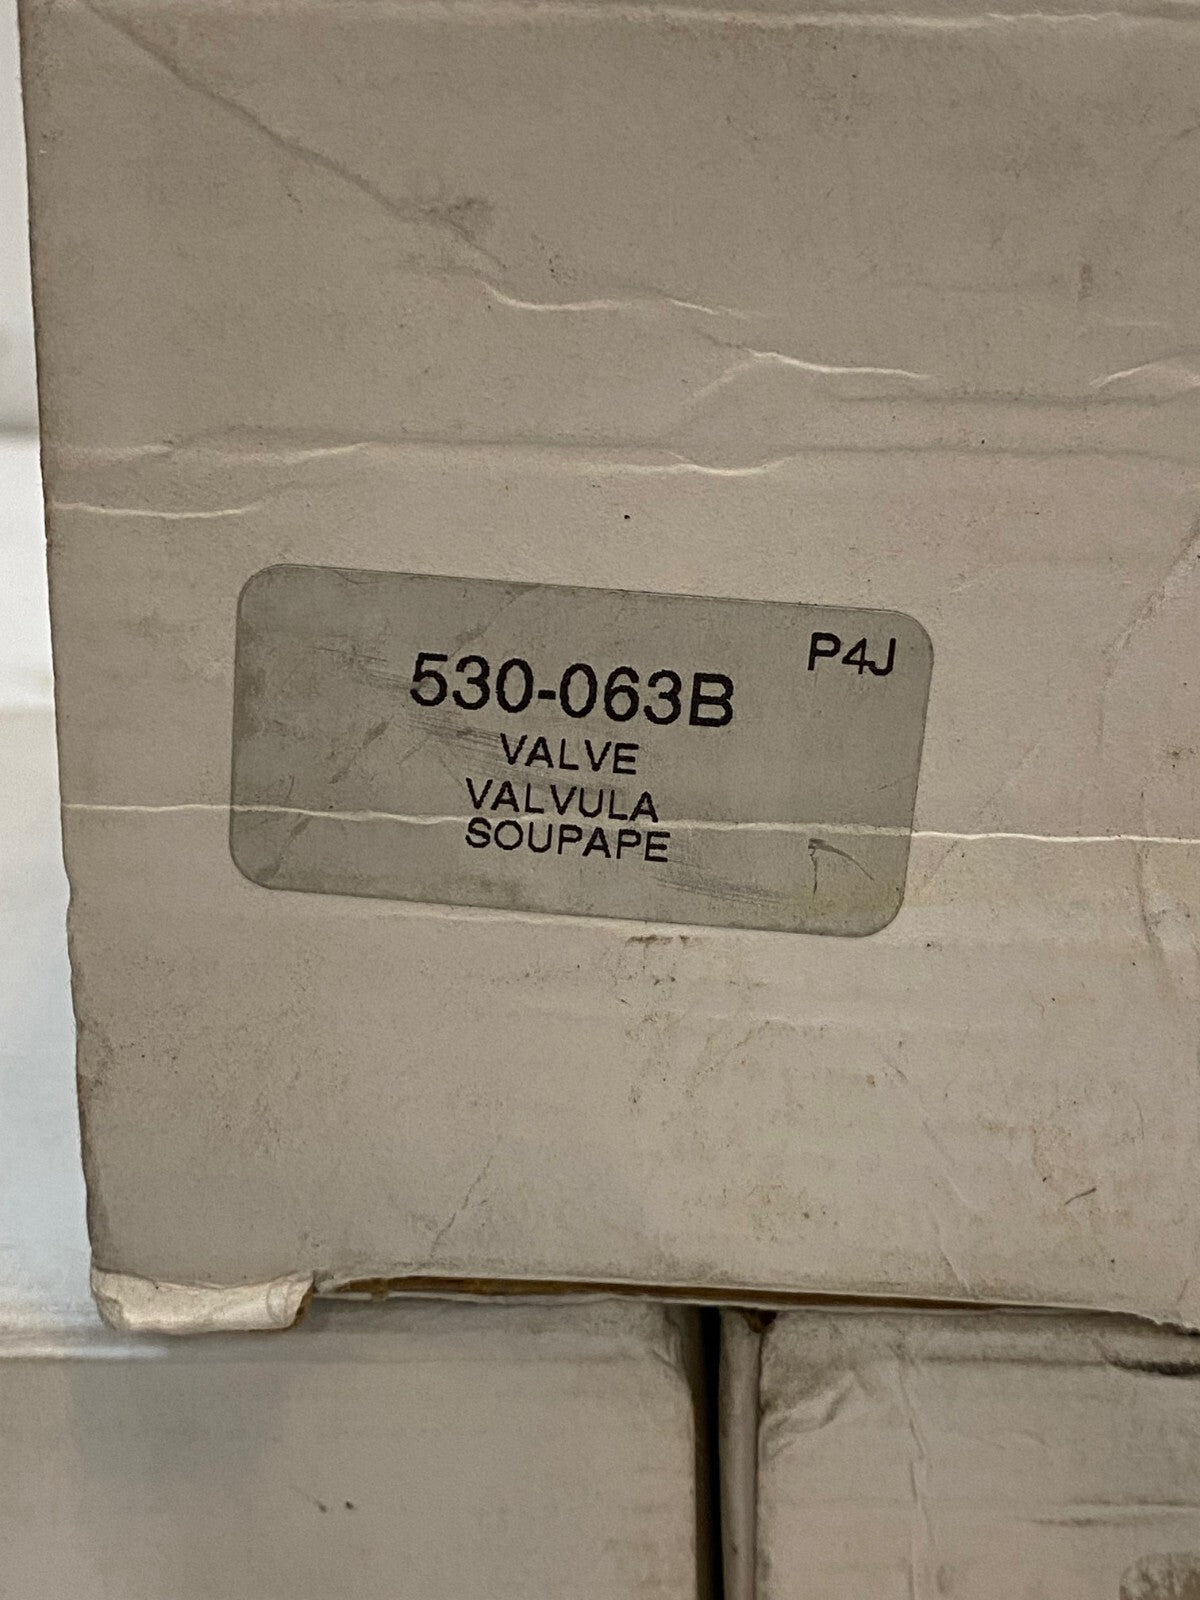 P4J
530-063B
VALVE
VALVULA
SOUPAPE